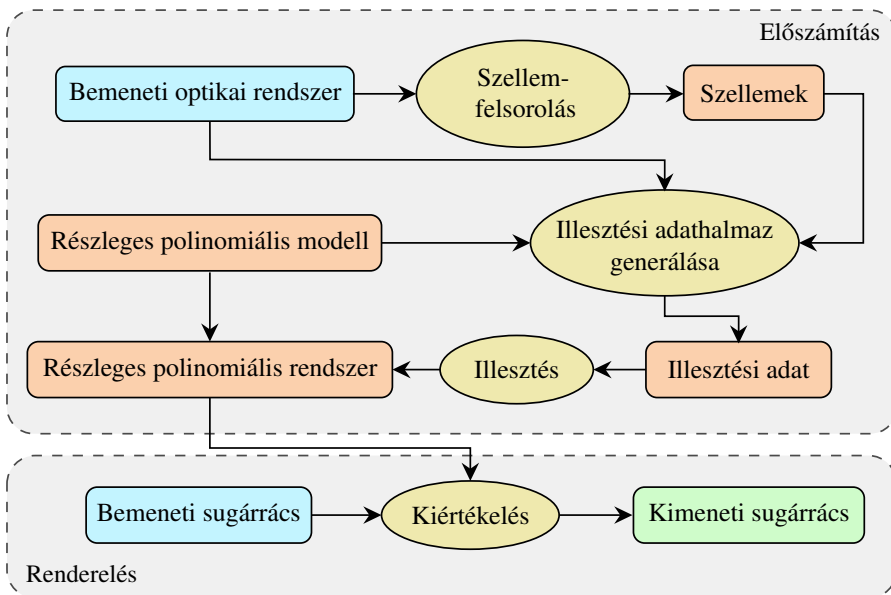 Előszámítás
Bemeneti optikai rendszer
Szellem-
felsorolás
Szellemek
Részleges polinomiális modell
Illesztési adathalmaz
generálása
Részleges polinomiális rendszer
Illesztés
Illesztési adat
Bemeneti sugárrács
Kiértékelés
Kimeneti sugárrács
Renderelés